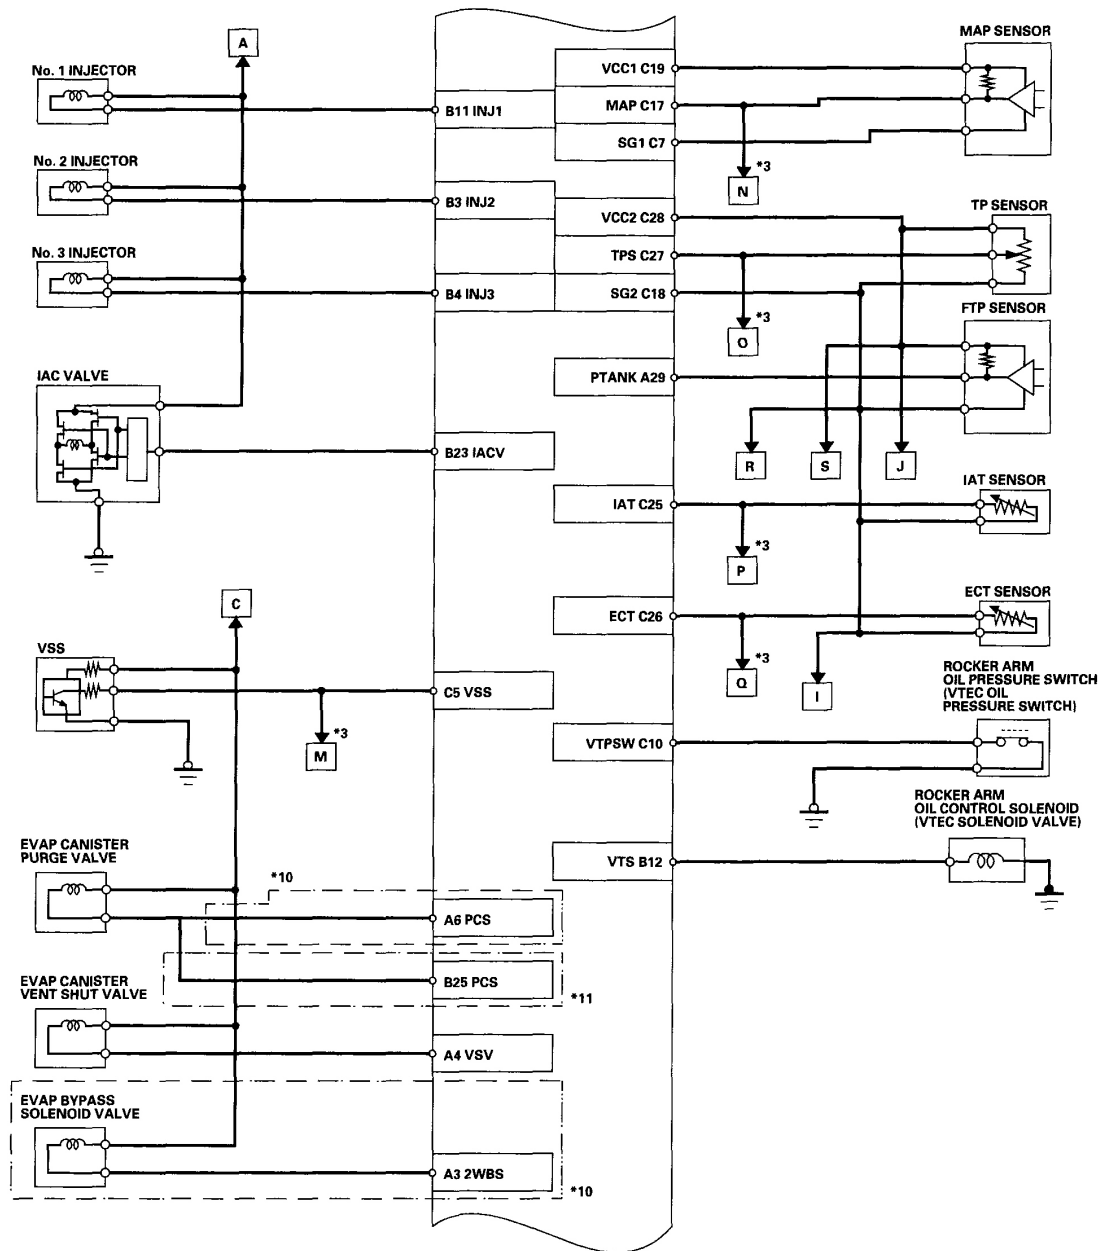 A
No. 1 INJECTOR
B11 INJ1
No. 2 INJECTOR
B3 INJ2
No. 3 INJECTOR
B4 INJ3
IAC VALVE
B23 IACV
C
VSS
C5 VSS
*3
M
EVAP CANISTER
PURGE VALVE
*10
A6 PCS
B25 PCS
*11
EVAP CANISTER
VENT SHUT VALVE
A4 VSV
EVAP BYPASS
SOLENOID VALVE
A3 2WBS
*10
MAP SENSOR
VCC1 C19
MAP C17
SG1 C7
*3
N
TP SENSOR
VCC2 C28
TPS C27
SG2 C18
*3
O
FTP SENSOR
PTANK A29
R
S
J
IAT SENSOR
IAT C25
*3
P
ECT SENSOR
ECT C26
*3
Q
I
ROCKER ARM
OIL PRESSURE SWITCH
(VTEC OIL
PRESSURE SWITCH)
VTPSW C10
ROCKER ARM
OIL CONTROL SOLENOID
(VTEC SOLENOID VALVE)
VTS B12